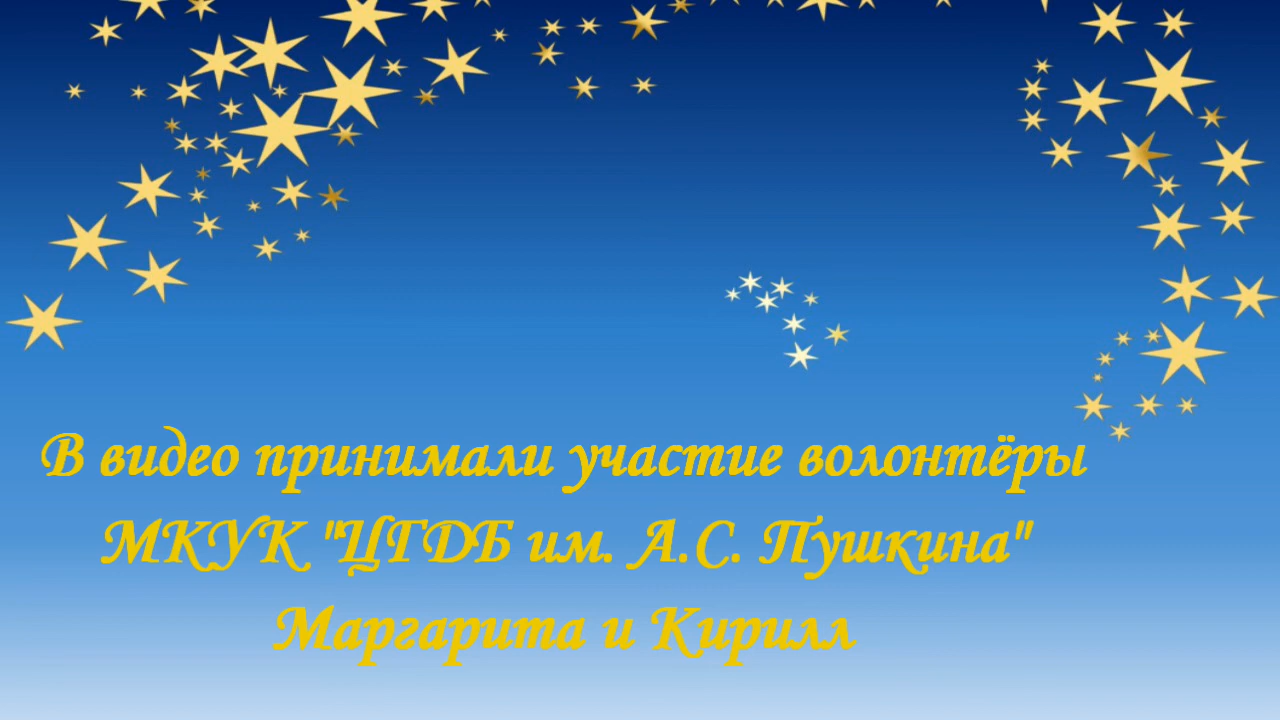 В видео принимали участие волонтёры
МКУК "ЦГДБ им. А.С. Пушкина"
Маргарита и Кирилл